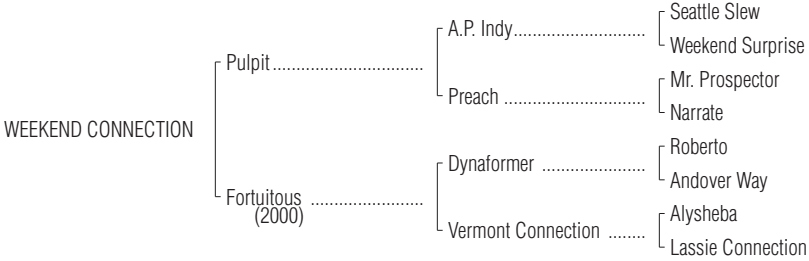 Seattle Slew
A.P. Indy..............................
Weekend Surprise
Pulpit..................................
Mr. Prospector
Preach ................................
Narrate
WEEKEND CONNECTION
Roberto
Dynaformer .......................
Andover Way
Fortuitous .........................
(2000)
Alysheba
Vermont Connection ........
Lassie Connection